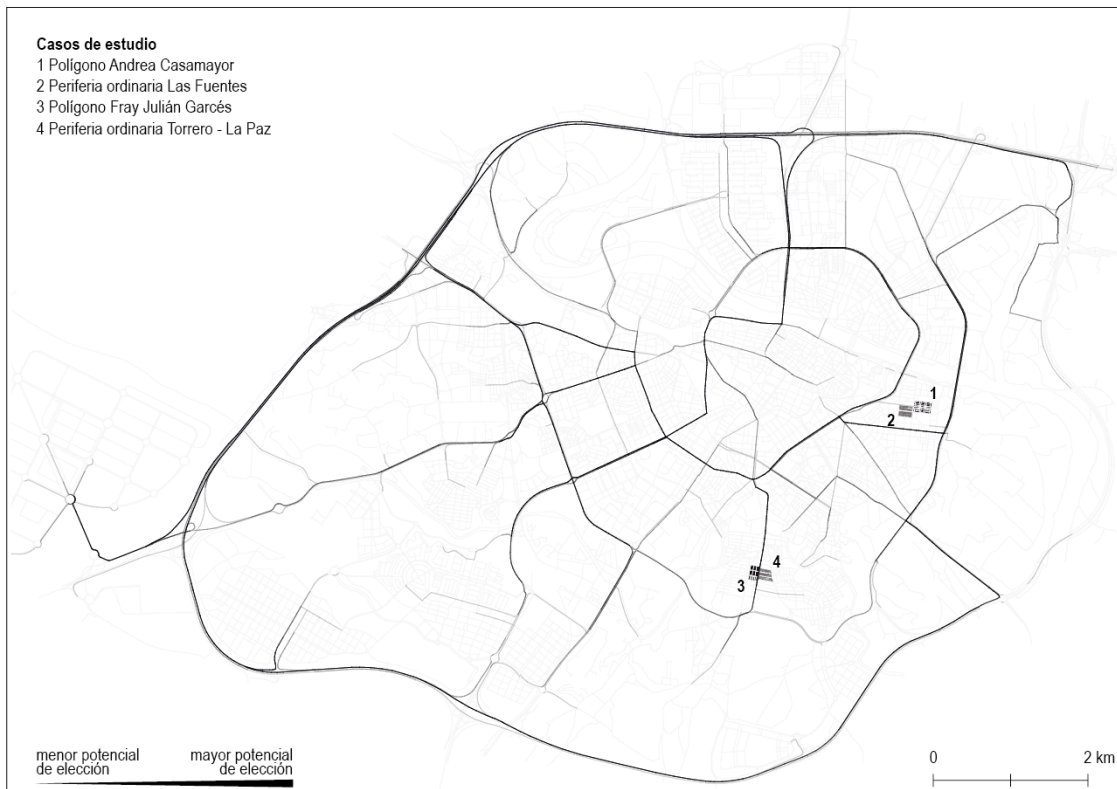 Casos de estudio
1 Polígono Andrea Casamayor
2 Periferia ordinaria Las Fuentes
3 Polígono Fray Julián Garcés
4 Periferia ordinaria Torrero - La Paz
1
2
4
3
menor potencial
de elección
mayor potencial
de elección
0 2 km